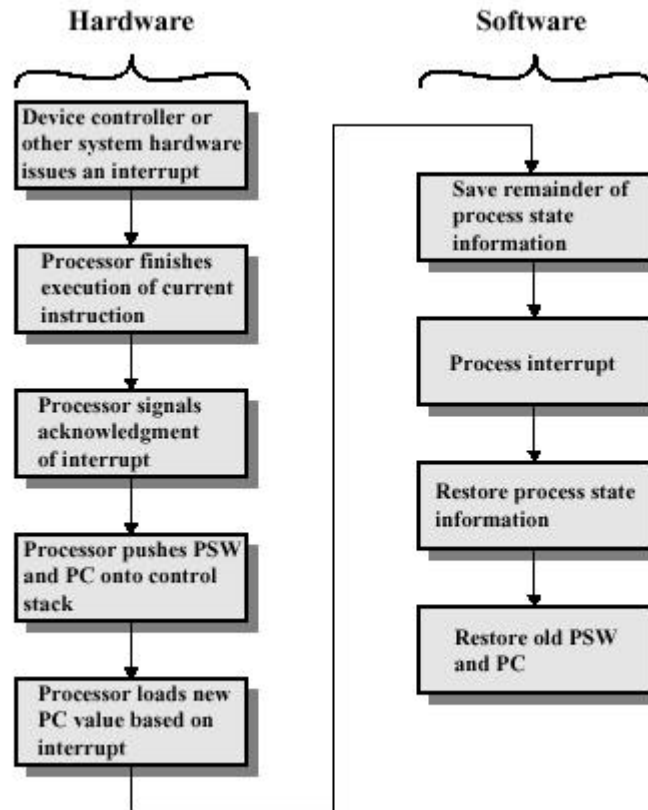 Hardware
Device controller or
other system hardware
issues an interrupt
Processor finishes
execution of current
instruction
Processor signals
acknowledgment
of interrupt
Processor pushes PSW
and PC onto control
stack
Processor loads new
PC value based on
interrupt
Software
Save remainder of
process state
information
Process interrupt
Restore process state
information
Restore old PSW
and PC